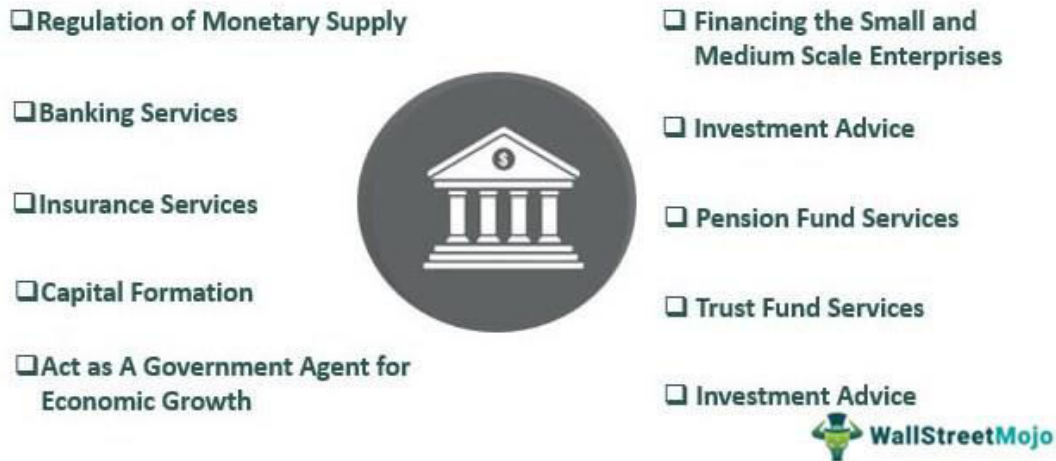 ❑Regulation of Monetary Supply
❑Banking Services
❑Insurance Services
❑Capital Formation
❑Act as A Government Agent for
Economic Growth
$
❑ Financing the Small and
Medium Scale Enterprises
❑ Investment Advice
❑ Pension Fund Services
❑ Trust Fund Services
❑ Investment Advice
WallStreetMojo